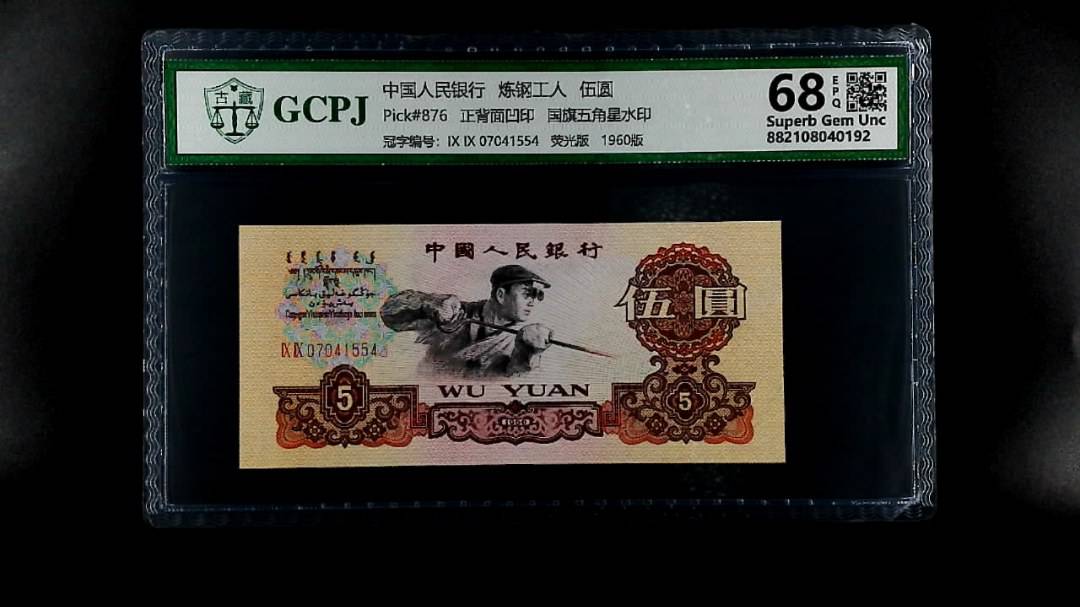 古藏
GCPJ
中国人民银行 炼钢工人 伍圆
Pick#876 正背面凹印 国旗五角星水印
冠字编号: IX IX 07041554 荧光版 1960版
68 EPQ
Superb Gem Unc
882108040192
中國人民銀行
伍圓
IX IX 07041554
WU YUAN
5
5
1960